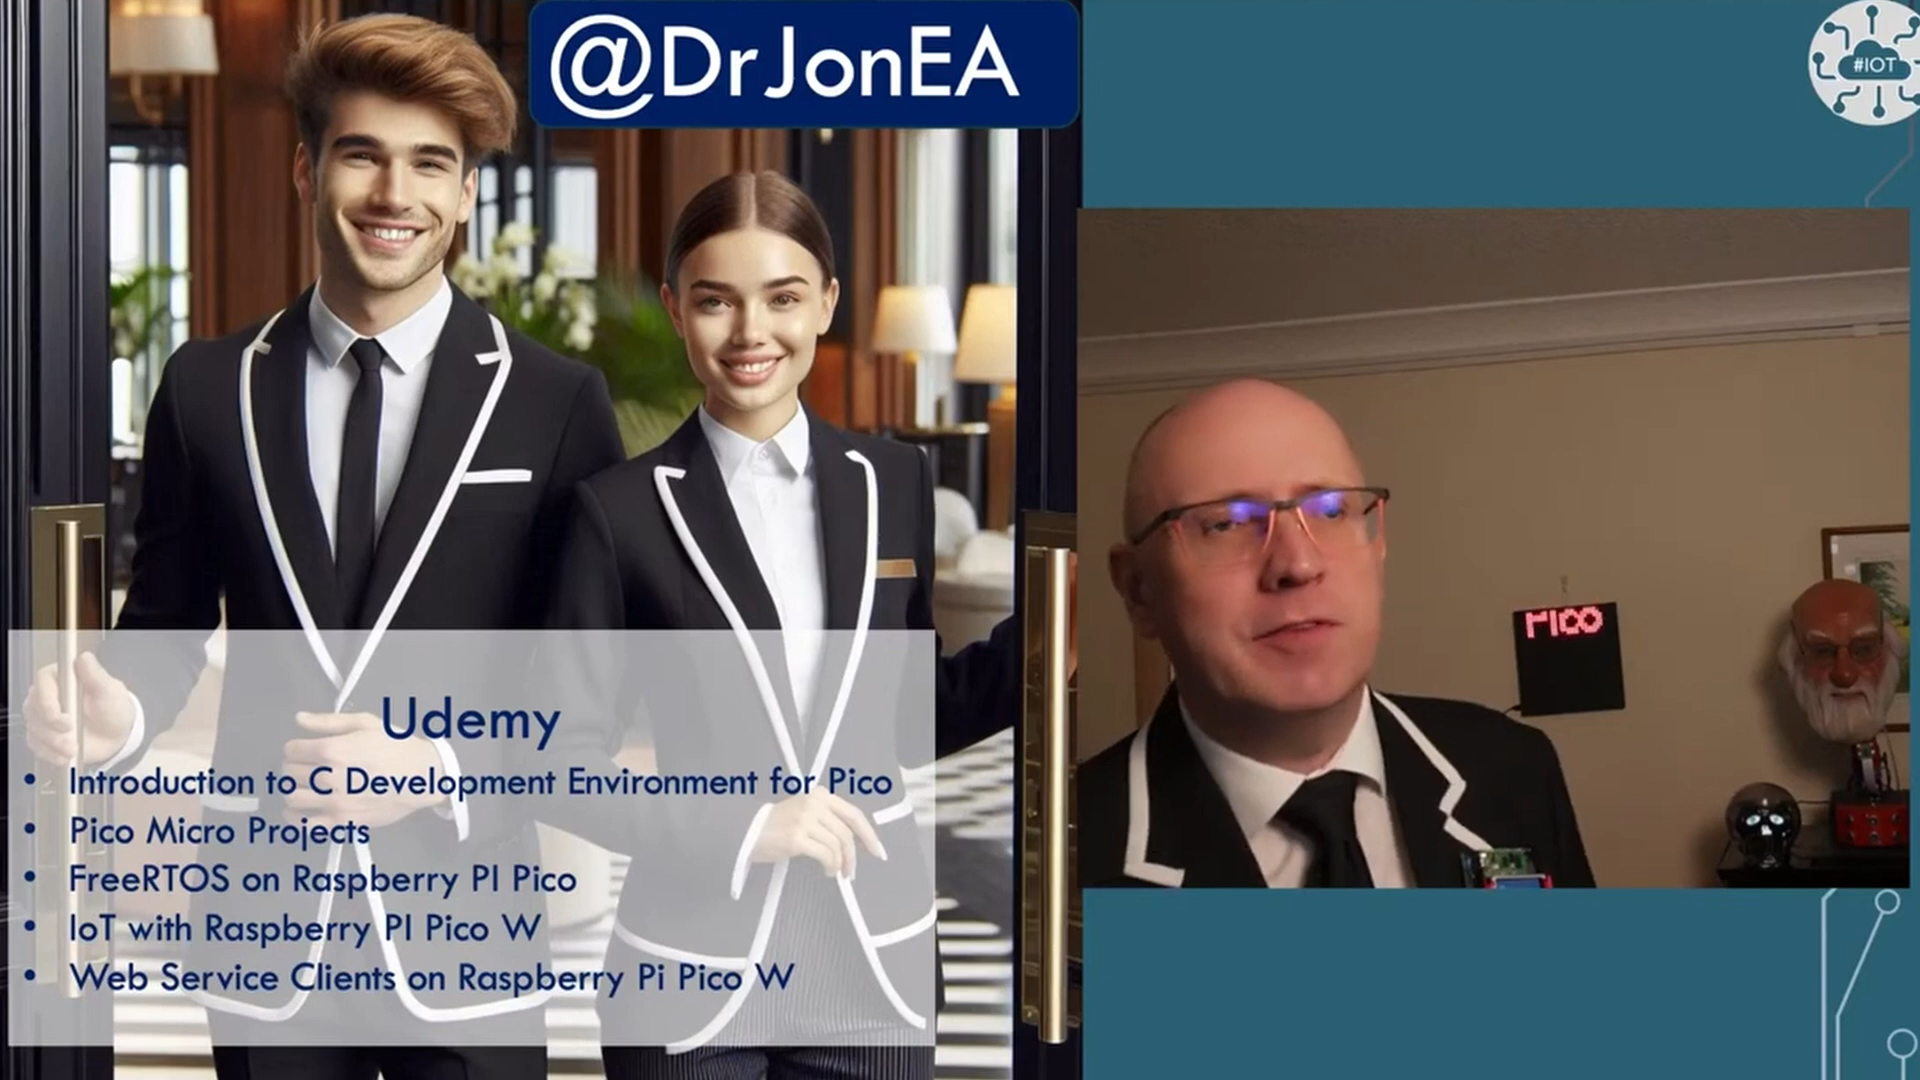 @DrJonEA
#IOT
PICO
Udemy
• Introduction to C Development Environment for Pico
• Pico Micro Projects
• FreeRTOS on Raspberry PI Pico
• IoT with Raspberry PI Pico W
• Web Service Clients on Raspberry Pi Pico W